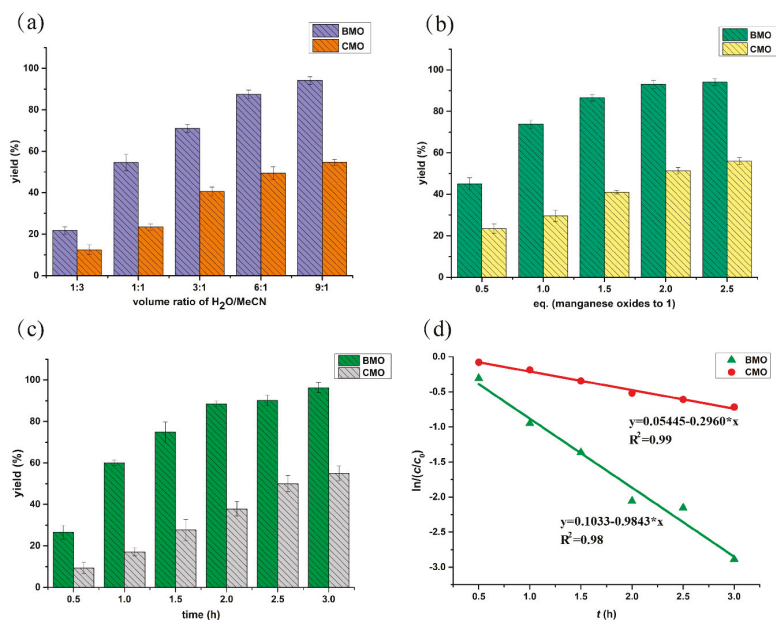 (a)
BMO
CMO
100
80
60
40
20
0
yield (%)
1:3 1:1 3:1 6:1 9:1
volume ratio of H₂O/MeCN
(b)
BMO
CMO
100
80
60
40
20
0
yield (%)
0.5 1.0 1.5 2.0 2.5
eq. (manganese oxides to 1)
(c)
BMO
CMO
100
80
60
40
20
0
yield (%)
0.5 1.0 1.5 2.0 2.5 3.0
time (h)
(d)
BMO
CMO
0.0
-0.5
-1.0
-1.5
-2.0
-2.5
-3.0
ln/(c/c₀)
y=0.05445-0.2960*x
R²=0.99
y=0.1033-0.9843*x
R²=0.98
0.5 1.0 1.5 2.0 2.5 3.0
t (h)